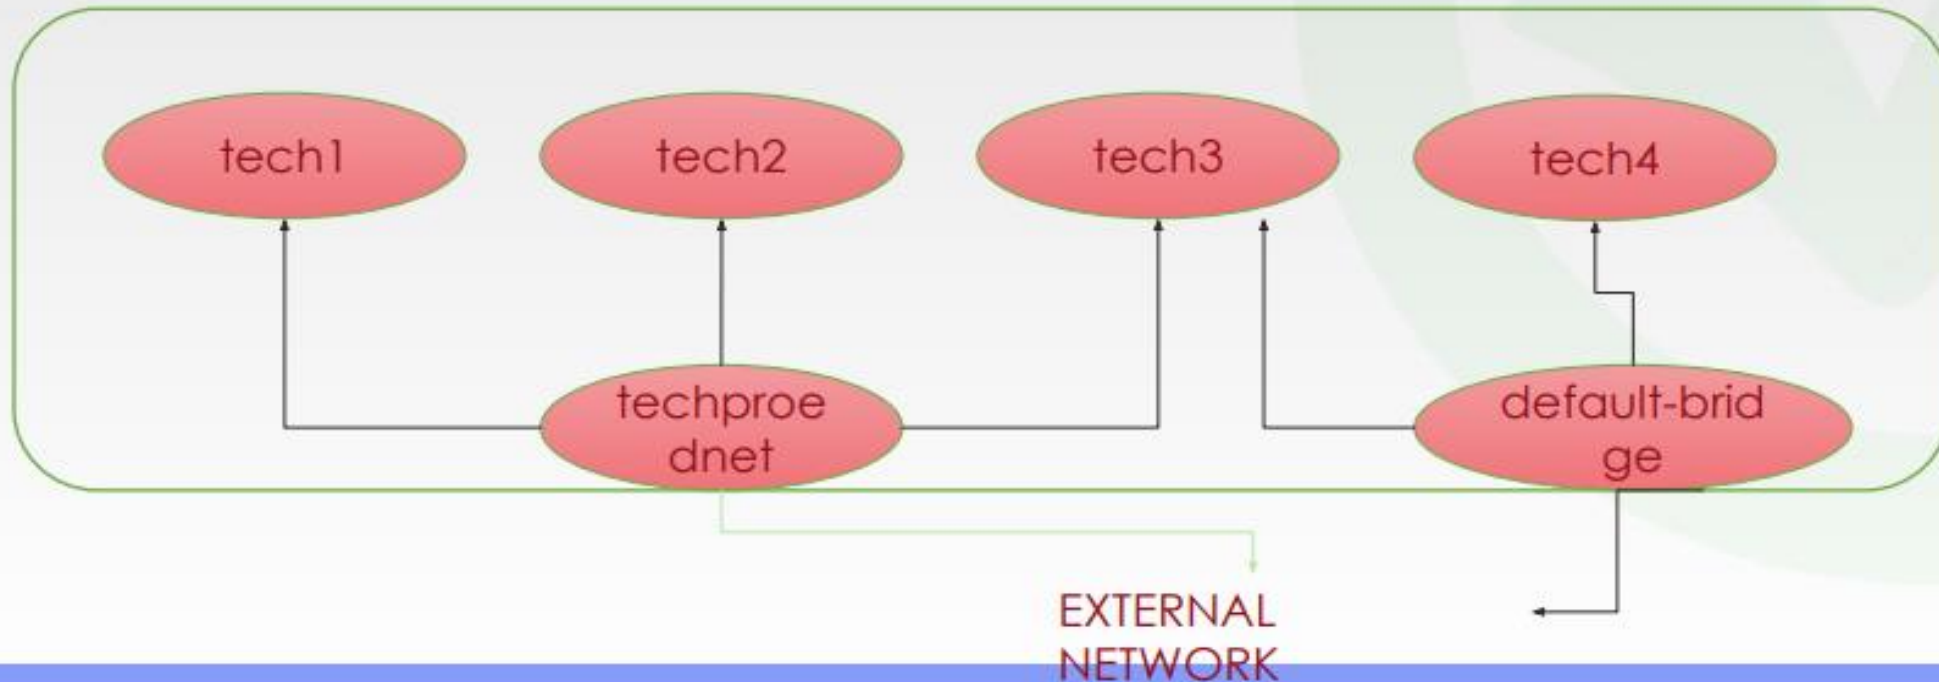 tech1
tech2
tech3
tech4
techproe
dnet
default-brid
ge
EXTERNAL
NETWORK